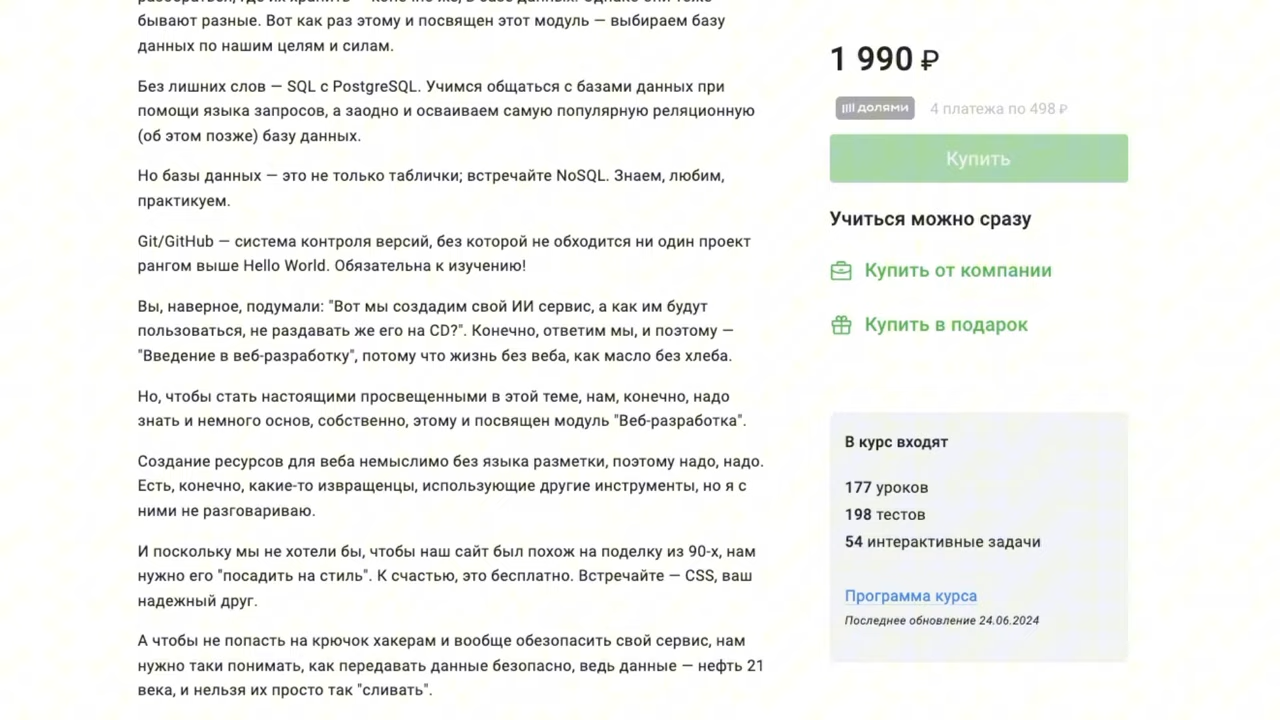 бывают разные. Вот как раз этому и посвящен этот модуль — выбираем базу
данных по нашим целям и силам.
Без лишних слов — SQL с PostgreSQL. Учимся общаться с базами данных при
помощи языка запросов, а заодно и осваиваем самую популярную реляционную
(об этом позже) базу данных.
Но базы данных — это не только таблички; встречайте NoSQL. Знаем, любим,
практикуем.
Git/GitHub — система контроля версий, без которой не обходится ни один проект
рангом выше Hello World. Обязательна к изучению!
Вы, наверное, подумали: "Вот мы создадим свой ИИ сервис, а как им будут
пользоваться, не раздавать же его на CD?". Конечно, ответим мы, и поэтому —
"Введение в веб-разработку", потому что жизнь без веба, как масло без хлеба.
Но, чтобы стать настоящими просвещенными в этой теме, нам, конечно, надо
знать и немного основ, собственно, этому и посвящен модуль "Веб-разработка".
Создание ресурсов для веба немыслимо без языка разметки, поэтому надо, надо.
Есть, конечно, какие-то извращенцы, использующие другие инструменты, но я с
ними не разговариваю.
И поскольку мы не хотели бы, чтобы наш сайт был похож на поделку из 90-х, нам
нужно его "посадить на стиль". К счастью, это бесплатно. Встречайте — CSS, ваш
надежный друг.
А чтобы не попасть на крючок хакерам и вообще обезопасить свой сервис, нам
нужно таки понимать, как передавать данные безопасно, ведь данные — нефть 21
века, и нельзя их просто так "сливать".
1 990 ₽
долями 4 платежа по 498 ₽
Купить
Учиться можно сразу
Купить от компании
Купить в подарок
В курс входят
177 уроков
198 тестов
54 интерактивные задачи
Программа курса
Последнее обновление 24.06.2024